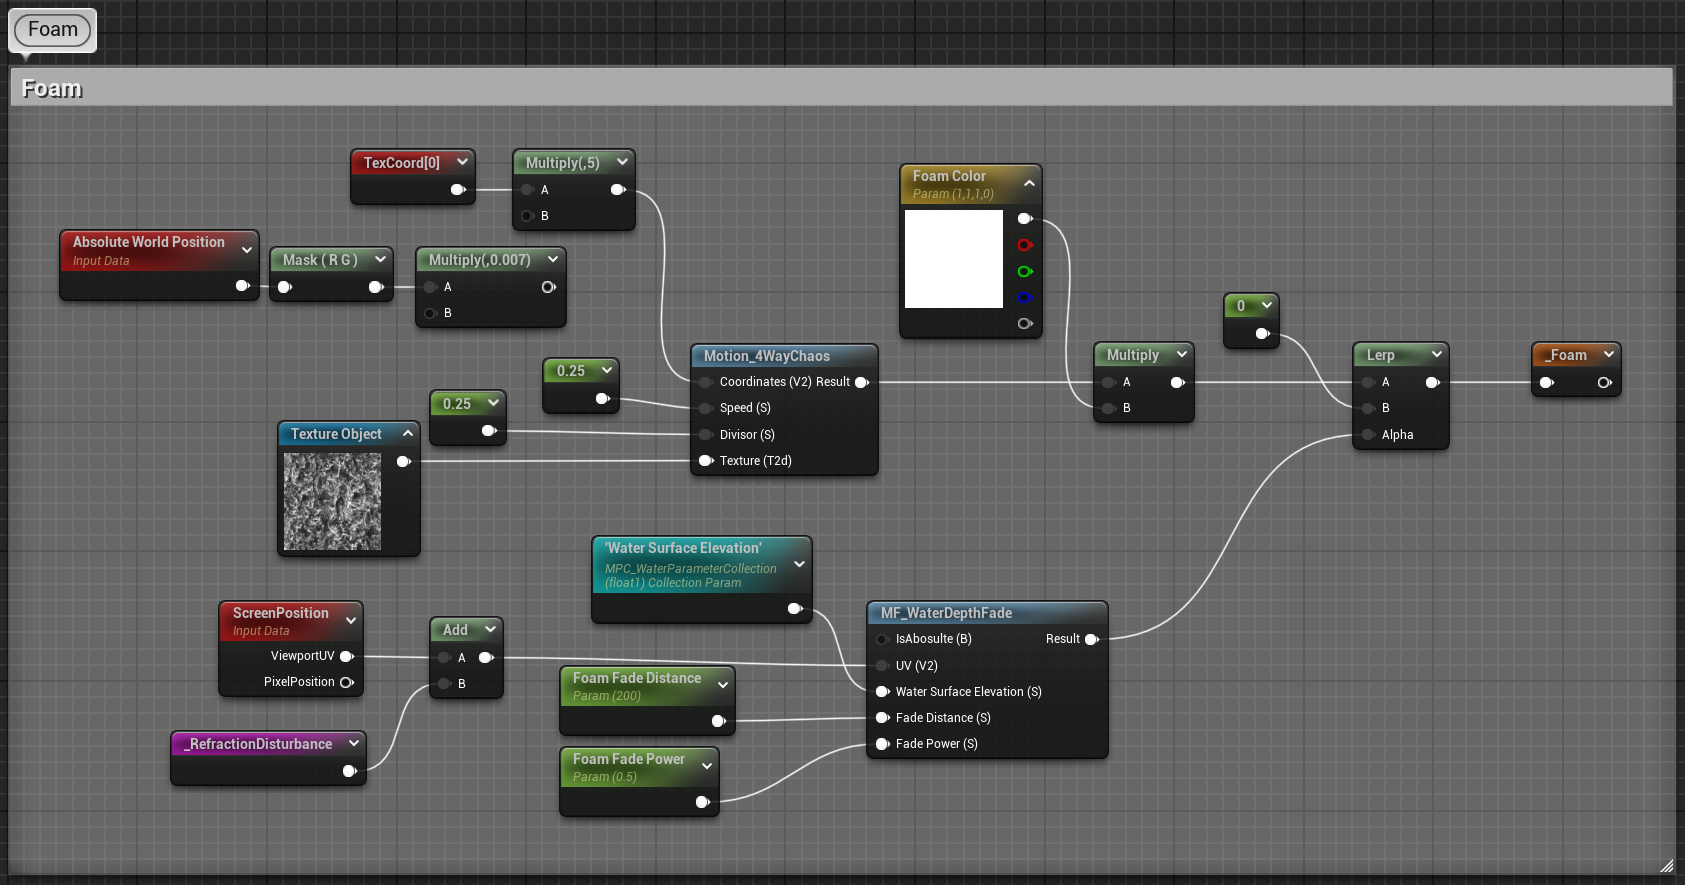 Foam
Foam
TexCoord[0]
Multiply(,5)
A
B
Absolute World Position
Input Data
Mask ( R G )
Multiply(,0.007)
A
B
Foam Color
Param (1,1,1,0)
0.25
0.25
Texture Object
Motion_4WayChaos
Coordinates (V2) Result
Speed (S)
Divisor (S)
Texture (T2d)
Multiply
A
B
0
Lerp
A
B
Alpha
_Foam
'Water Surface Elevation'
MPC_WaterParameterCollection
(float1) Collection Param
ScreenPosition
Input Data
ViewportUV
PixelPosition
Add
A
B
_RefractionDisturbance
Foam Fade Distance
Param (200)
Foam Fade Power
Param (0.5)
MF_WaterDepthFade
IsAbosulte (B) Result
UV (V2)
Water Surface Elevation (S)
Fade Distance (S)
Fade Power (S)